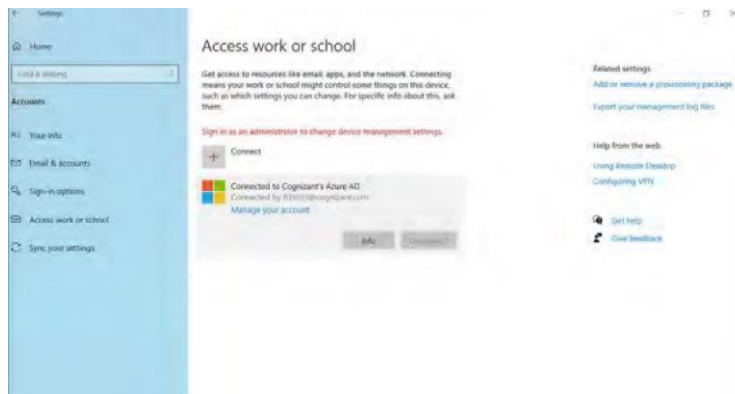 Settings
Home
Find a setting
Accounts
Your info
Email & accounts
Sign-in options
Access work or school
Sync your settings
Access work or school
Get access to resources like email, apps, and the network. Connecting
means your work or school might control some things on this device,
such as which settings you can change. For specific info about this, ask
them.
Sign in as an administrator to change device management settings.
Connect
Connected to Cognizant's Azure AD
Connected by
Manage your account
Info
Disconnect
Related settings
Add or remove a provisioning package
Export your management log files
Help from the web
Using Remote Desktop
Configuring VPN
Get help
Give feedback